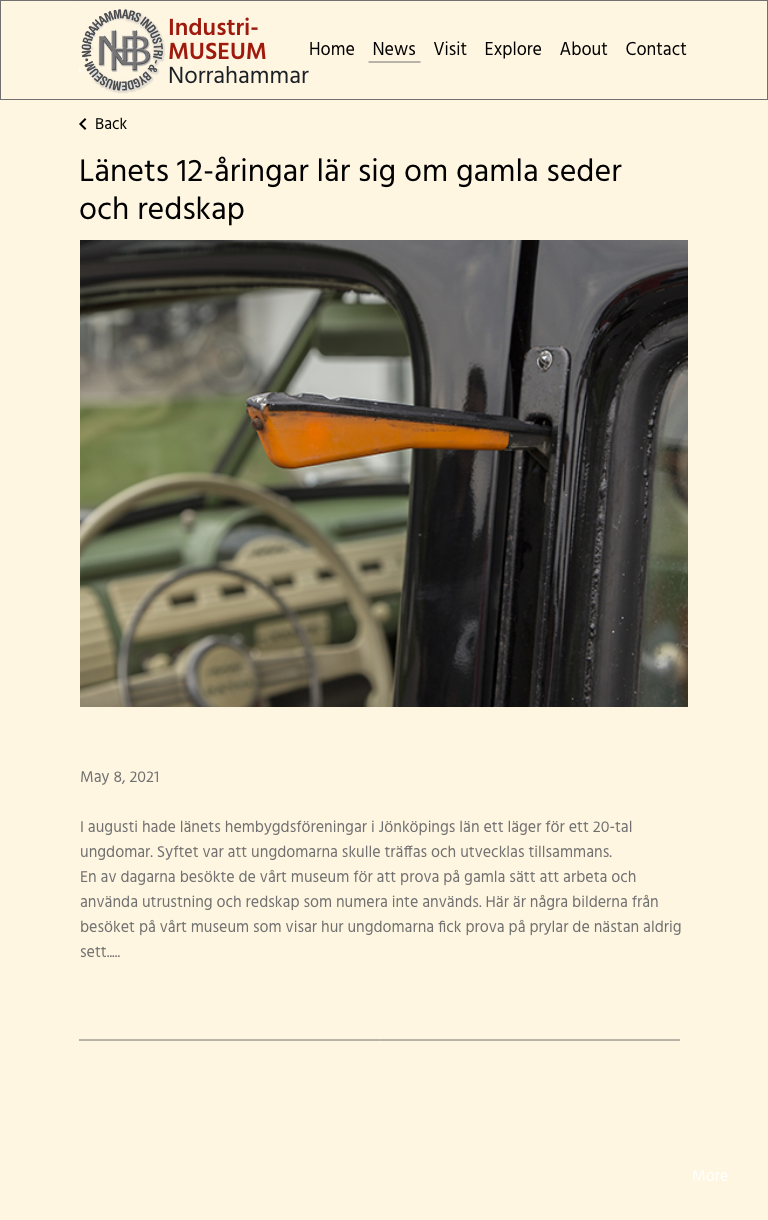 NORRAHAMMARS INDUSTRI-
& BYGDEMUSEUM
NHB
Industri-
MUSEUM
Norrahammar
Home News Visit Explore About Contact
Back
Länets 12-åringar lär sig om gamla seder
och redskap
May 8, 2021
I augusti hade länets hembygdsföreningar i Jönköpings län ett läger för ett 20-tal
ungdomar. Syftet var att ungdomarna skulle träffas och utvecklas tillsammans.
En av dagarna besökte de vårt museum för att prova på gamla sätt att arbeta och
använda utrustning och redskap som numera inte används. Här är några bilderna från
besöket på vårt museum som visar hur ungdomarna fick prova på prylar de nästan aldrig
sett.....
More